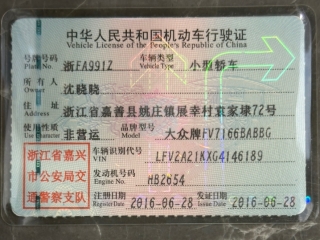 中华人民共和国机动车行驶证
Vehicle License of the People's Republic of China
号牌号码 浙FA991Z 车辆类型 小型轿车
Plate No. Vehicle Type
所有人 沈晓晓
Owner
住址 浙江省嘉善县姚庄镇展幸村袁家埭72号
Address
使用性质 非营运 品牌型号 大众牌FV7166BABBG
Use Character Model
浙江省嘉兴 车辆识别代号 LFV2A21KXG4146189
VIN
市公安局交 发动机号码 HB2654
Engine No.
通警察支队 注册日期 2016-06-28 发证日期 2016-06-28
Register Date Issue Date